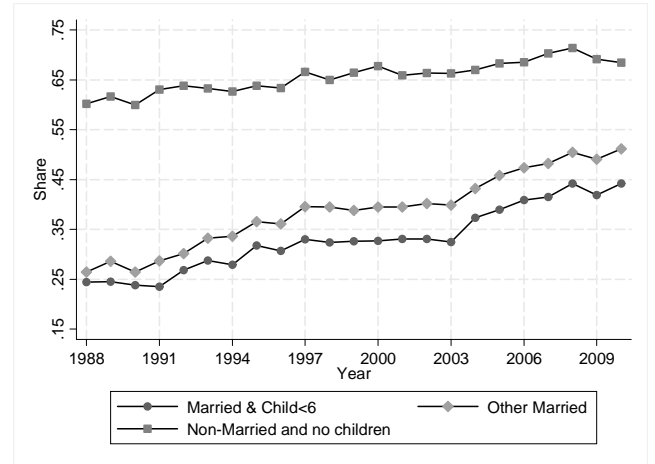 .75
.65
.55
.45
.35
.25
.15
Share
1988 1991 1994 1997 2000 2003 2006 2009
Year
Married & Child<6 Other Married
Non-Married and no children